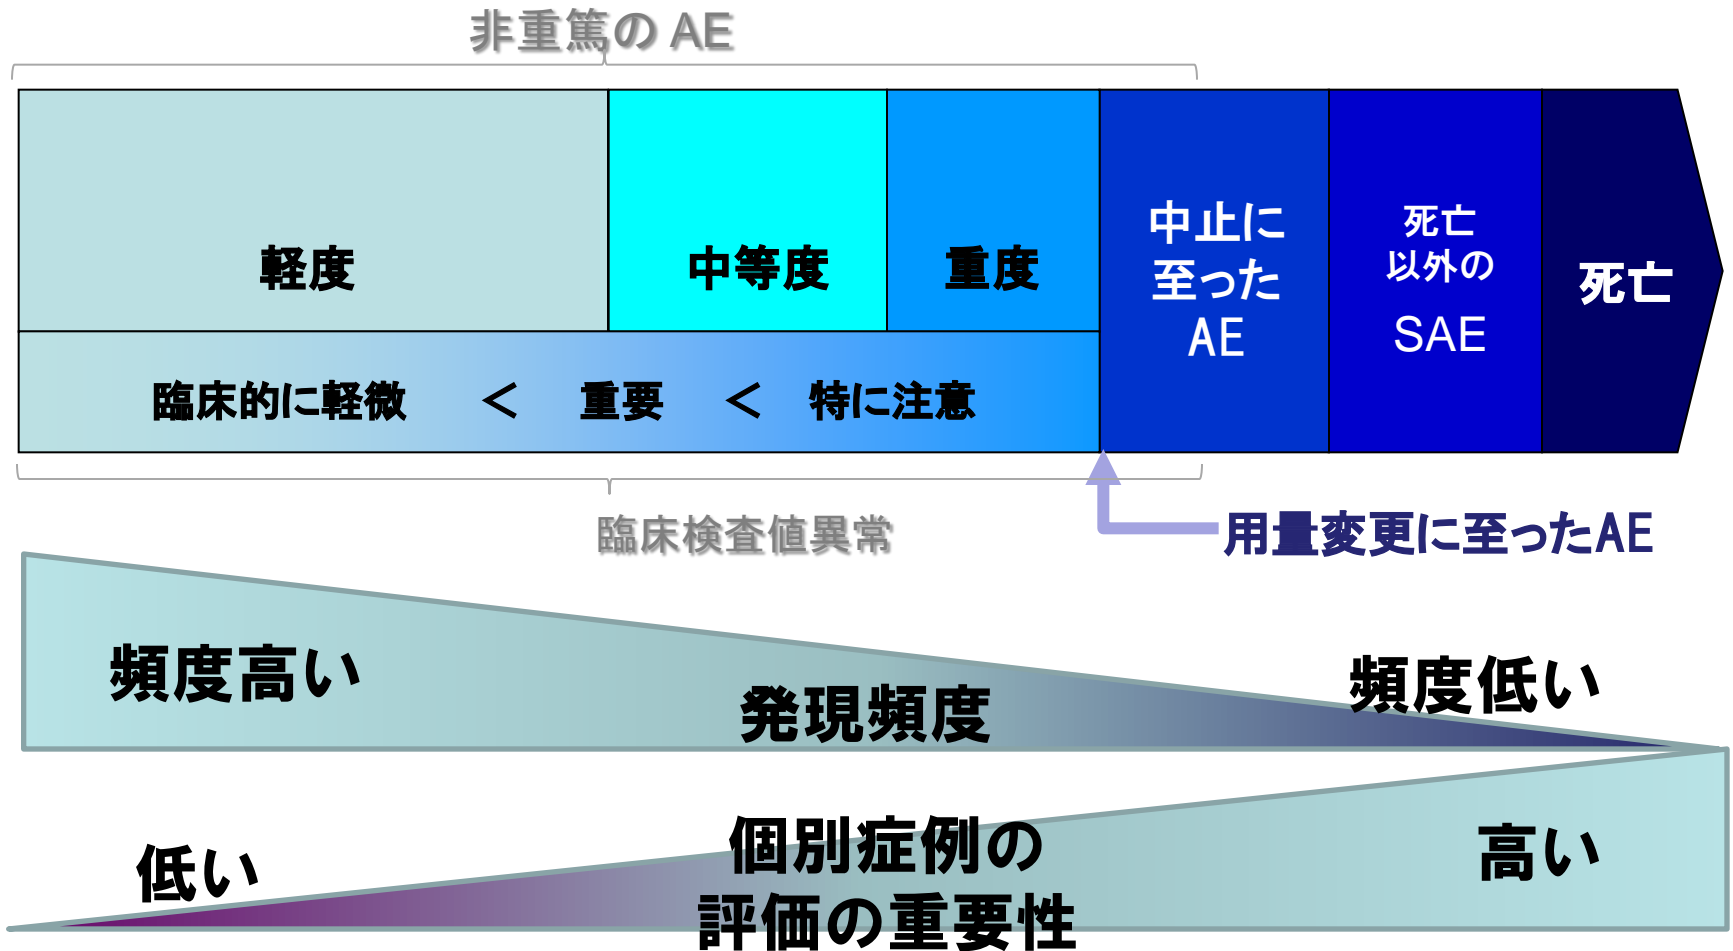 非重篤の AE
軽度
中等度
重度
中止に
至った
AE
死亡
以外の
SAE
死亡
臨床的に軽微 < 重要 < 特に注意
臨床検査値異常
用量変更に至ったAE
頻度高い
発現頻度
頻度低い
低い
個別症例の
評価の重要性
高い